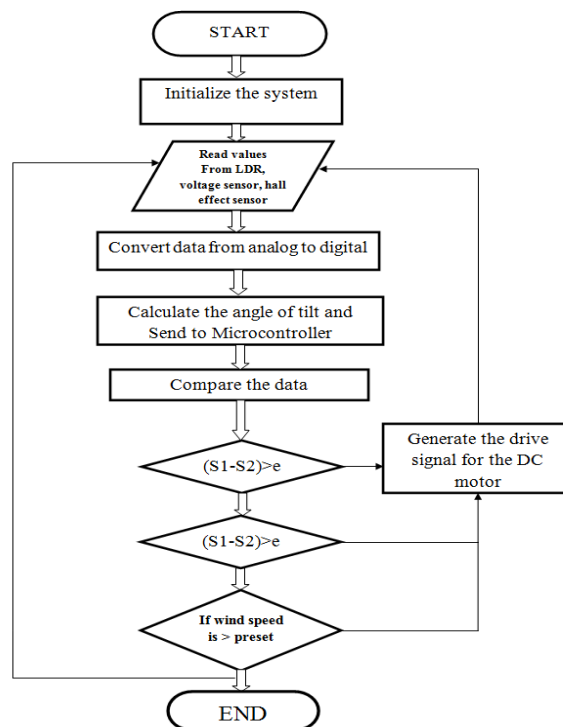 START
Initialize the system
Read values
From LDR,
voltage sensor, hall
effect sensor
Convert data from analog to digital
Calculate the angle of tilt and
Send to Microcontroller
Compare the data
(S1-S2)>e
Generate the drive
signal for the DC
motor
(S1-S2)>e
If wind speed
is > preset
END